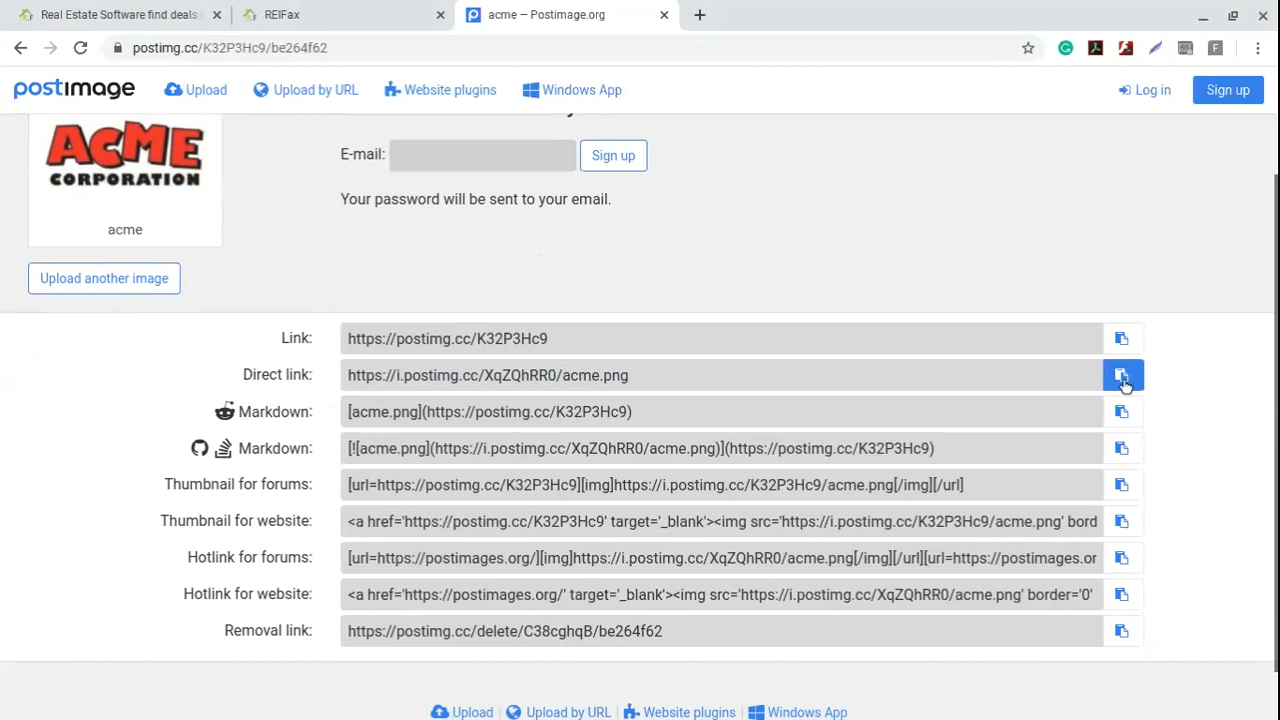 Real Estate Software find deals
REIFax
acme — Postimage.org
postimg.cc/K32P3Hc9/be264f62
postimage
Upload
Upload by URL
Website plugins
Windows App
Log in
Sign up
ACME
CORPORATION
acme
E-mail:
Sign up
Your password will be sent to your email.
Upload another image
Link: https://postimg.cc/K32P3Hc9
Direct link: https://i.postimg.cc/XqZQhRR0/acme.png
Markdown: [acme.png](https://postimg.cc/K32P3Hc9)
Markdown: [![acme.png](https://i.postimg.cc/XqZQhRR0/acme.png)](https://postimg.cc/K32P3Hc9)
Thumbnail for forums: [url=https://postimg.cc/K32P3Hc9][img]https://i.postimg.cc/K32P3Hc9/acme.png[/img][/url]
Thumbnail for website: <a href='https://postimg.cc/K32P3Hc9' target='_blank'><img src='https://i.postimg.cc/K32P3Hc9/acme.png' bord
Hotlink for forums: [url=https://postimages.org/][img]https://i.postimg.cc/XqZQhRR0/acme.png[/img][/url][url=https://postimages.or
Hotlink for website: <a href='https://postimages.org/' target='_blank'><img src='https://i.postimg.cc/XqZQhRR0/acme.png' border='0'
Removal link: https://postimg.cc/delete/C38cghqB/be264f62
Upload | Upload by URL | Website plugins | Windows App